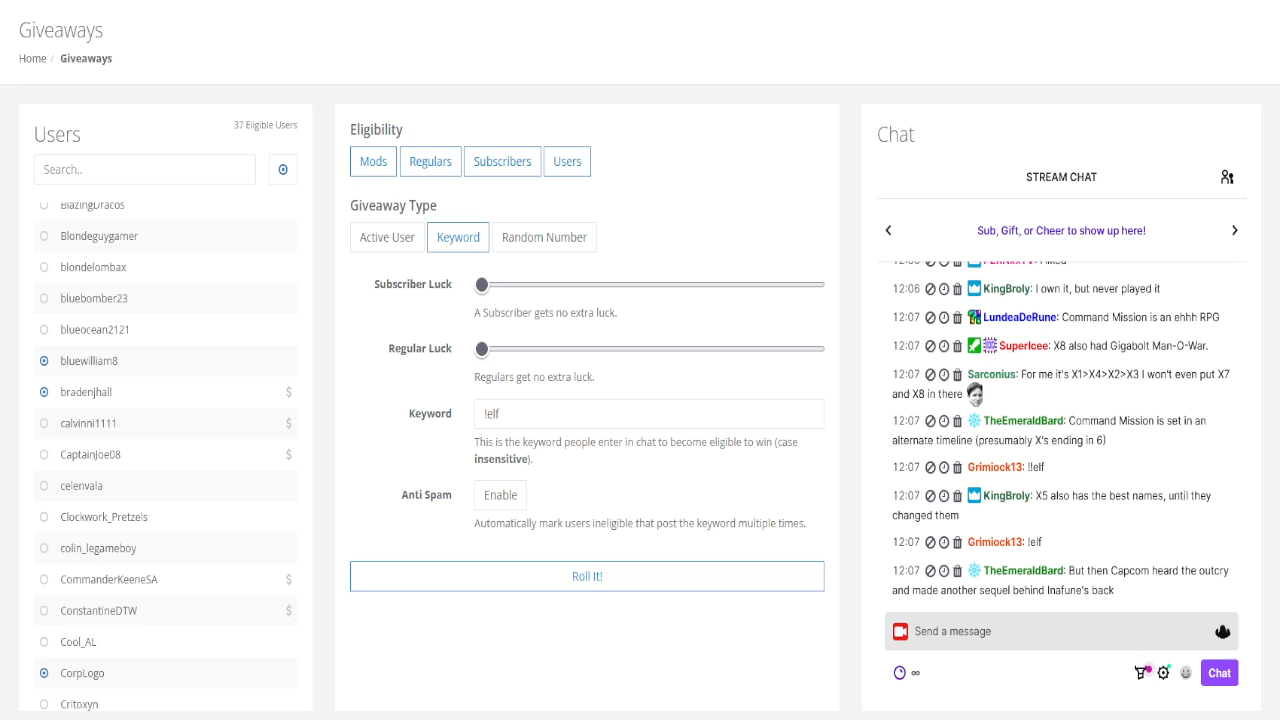 Giveaways
Home / Giveaways
Users
37 Eligible Users
Search..
BlazingDracos
Blondeguygamer
blondelombax
bluebomber23
blueocean2121
bluewilliam8
bradenjhall $
calvinni1111 $
CaptainJoe08 $
celenvala
Clockwork_Pretzels
colin_legameboy
CommanderKeeneSA $
ConstantineDTW $
Cool_AL
CorpLogo
Critoxyn
Eligibility
Mods Regulars Subscribers Users
Giveaway Type
Active User Keyword Random Number
Subscriber Luck
A Subscriber gets no extra luck.
Regular Luck
Regulars get no extra luck.
Keyword !elf
This is the keyword people enter in chat to become eligible to win (case
insensitive).
Anti Spam Enable
Automatically mark users ineligible that post the keyword multiple times.
Roll It!
Chat
STREAM CHAT
Sub, Gift, or Cheer to show up here!
12:06 KingBroly: I own it, but never played it
12:07 LundeaDeRune: Command Mission is an ehhh RPG
12:07 SuperIcee: X8 also had Gigabolt Man-O-War.
12:07 Sarconius: For me it's X1>X4>X2>X3 I won't even put X7
and X8 in there
12:07 TheEmeraldBard: Command Mission is set in an
alternate timeline (presumably X's ending in 6)
12:07 Grimiock13: !!elf
12:07 KingBroly: X5 also has the best names, until they
changed them
12:07 Grimiock13: !elf
12:07 TheEmeraldBard: But then Capcom heard the outcry
and made another sequel behind Inafune's back
Send a message
∞
Chat